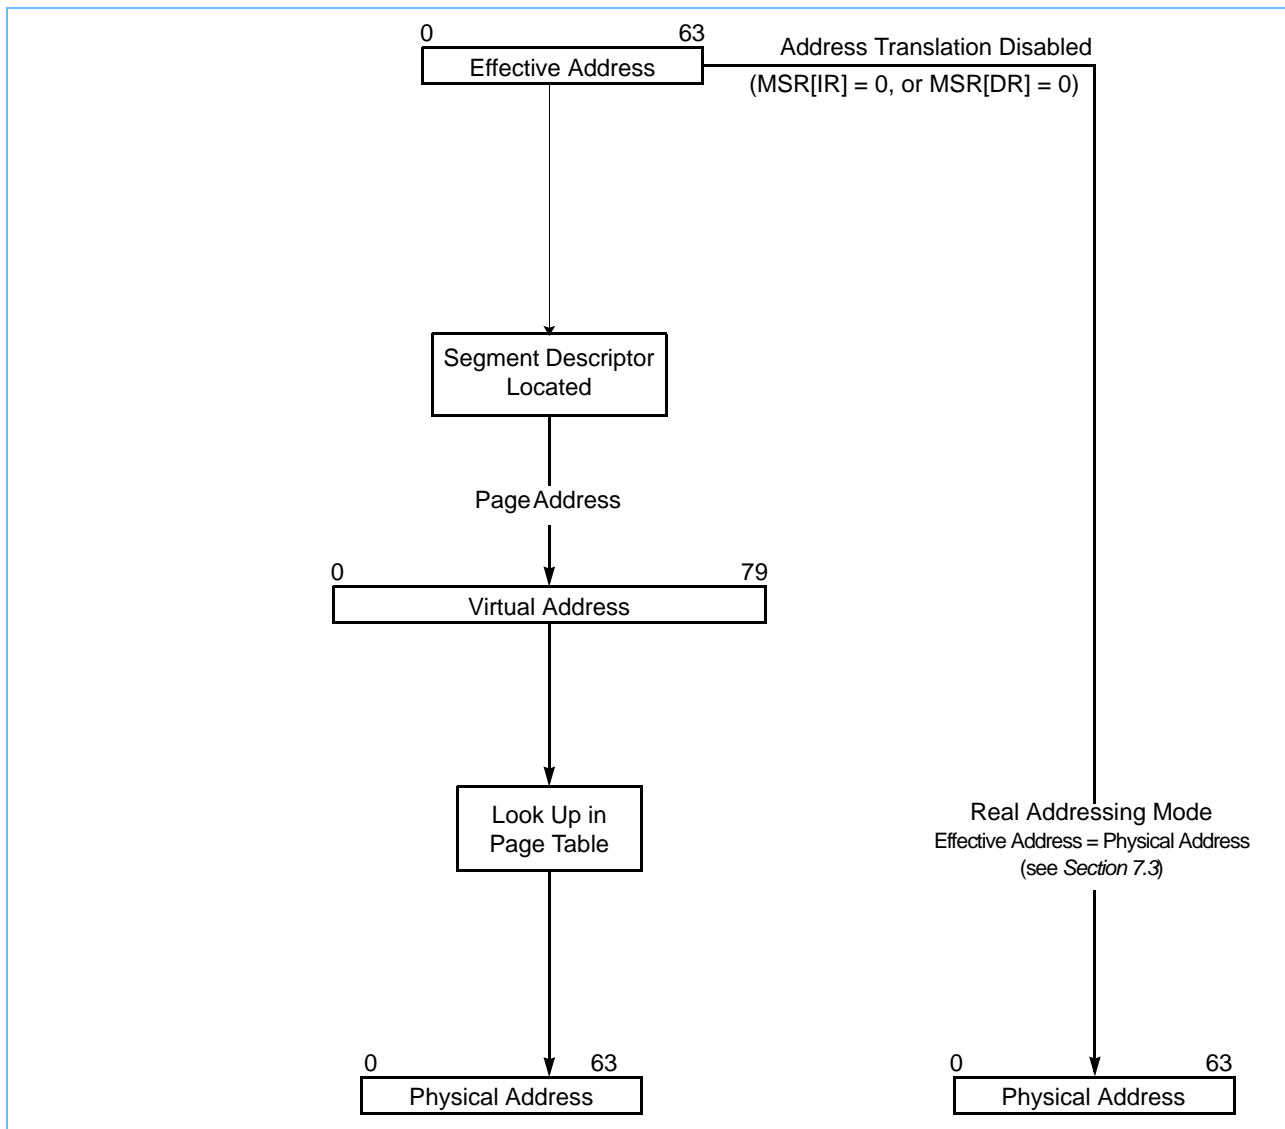 0 63
Effective Address
Address Translation Disabled
(MSR[IR] = 0, or MSR[DR] = 0)
Segment Descriptor
Located
Page Address
0 79
Virtual Address
Look Up in
Page Table
Real Addressing Mode
Effective Address = Physical Address
(see Section 7.3)
0 63
Physical Address
0 63
Physical Address